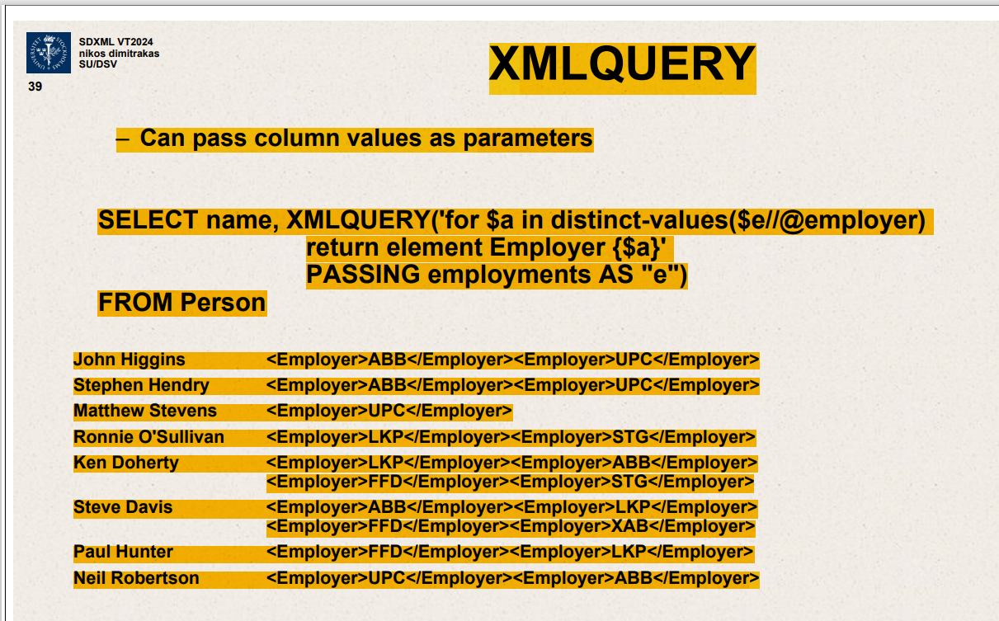 SDXML VT2024
nikos dimitrakas
SU/DSV
39
XMLQUERY
– Can pass column values as parameters
SELECT name, XMLQUERY('for $a in distinct-values($e//@employer)
return element Employer {$a}'
PASSING employments AS "e")
FROM Person
John Higgins <Employer>ABB</Employer><Employer>UPC</Employer>
Stephen Hendry <Employer>ABB</Employer><Employer>UPC</Employer>
Matthew Stevens <Employer>UPC</Employer>
Ronnie O'Sullivan <Employer>LKP</Employer><Employer>STG</Employer>
Ken Doherty <Employer>LKP</Employer><Employer>ABB</Employer>
<Employer>FFD</Employer><Employer>STG</Employer>
Steve Davis <Employer>ABB</Employer><Employer>LKP</Employer>
<Employer>FFD</Employer><Employer>XAB</Employer>
Paul Hunter <Employer>FFD</Employer><Employer>LKP</Employer>
Neil Robertson <Employer>UPC</Employer><Employer>ABB</Employer>